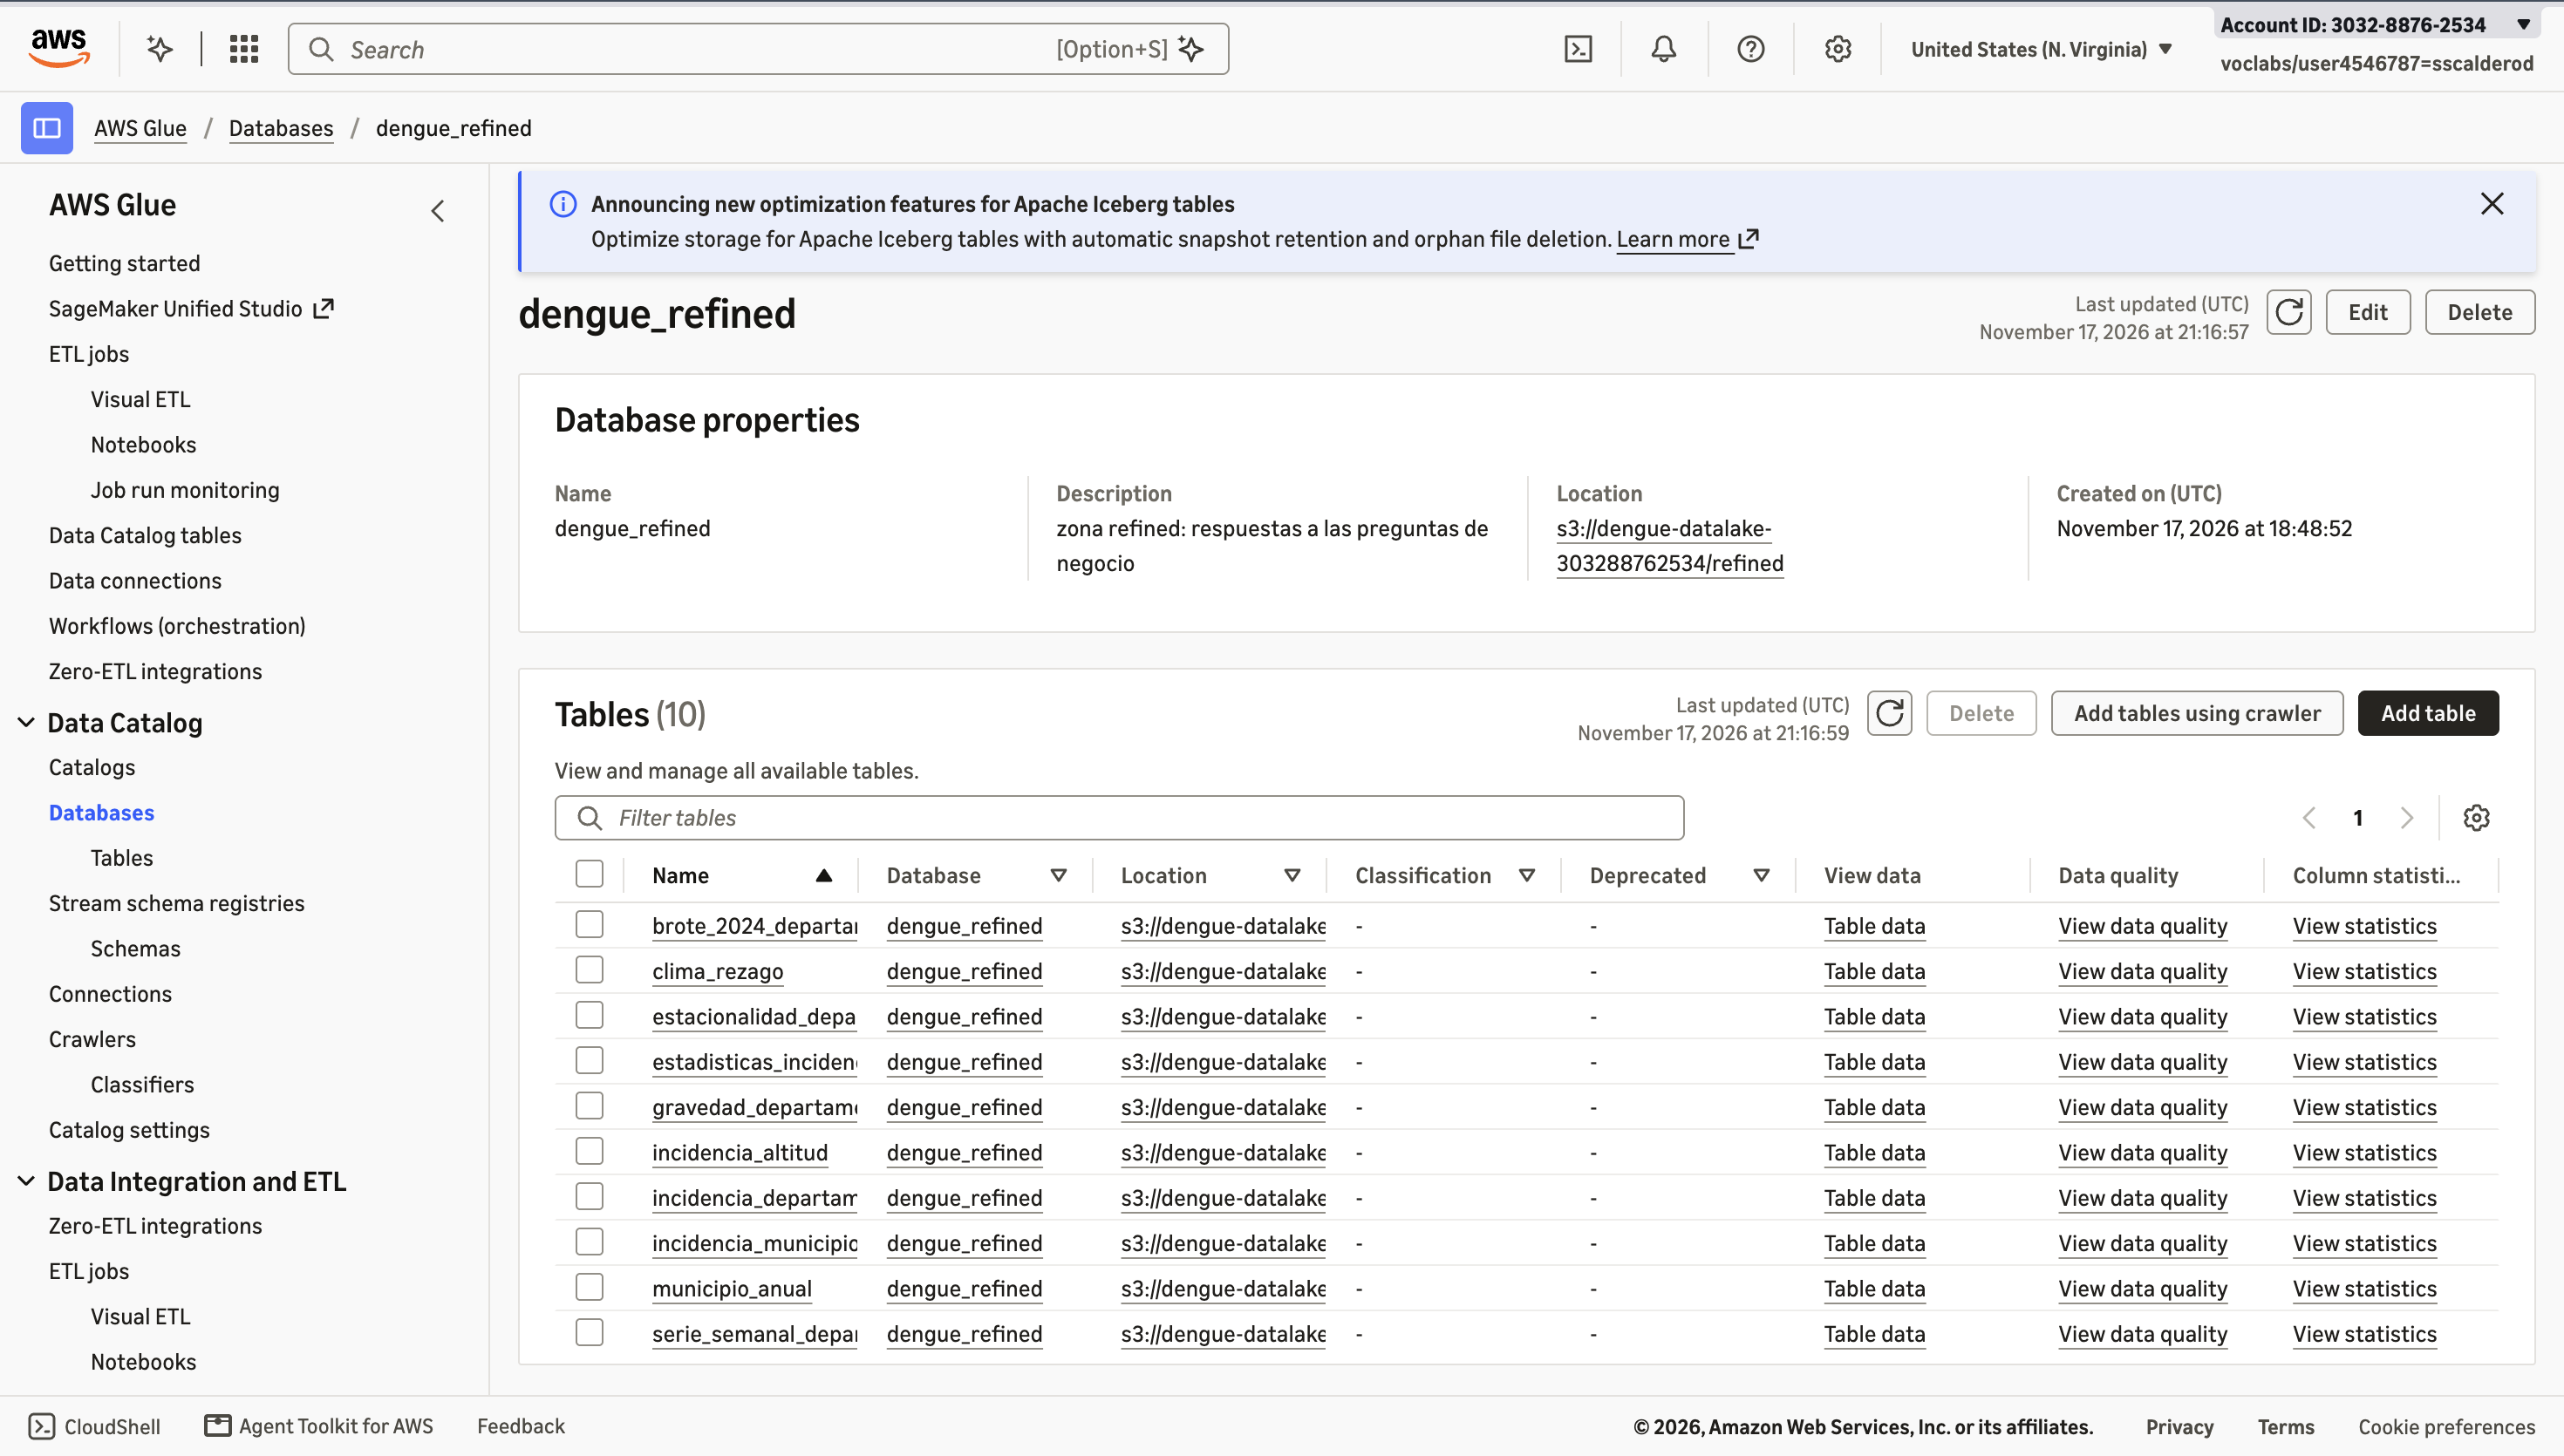 aws
Search [Option+S]
United States (N. Virginia)
Account ID: 3032-8876-2534
voclabs/user4546787=sscalderod
AWS Glue / Databases / dengue_refined
AWS Glue
Getting started
SageMaker Unified Studio
ETL jobs
Visual ETL
Notebooks
Job run monitoring
Data Catalog tables
Data connections
Workflows (orchestration)
Zero-ETL integrations
Data Catalog
Catalogs
Databases
Tables
Stream schema registries
Schemas
Connections
Crawlers
Classifiers
Catalog settings
Data Integration and ETL
Zero-ETL integrations
ETL jobs
Visual ETL
Notebooks
Announcing new optimization features for Apache Iceberg tables
Optimize storage for Apache Iceberg tables with automatic snapshot retention and orphan file deletion. Learn more
dengue_refined
Last updated (UTC)
November 17, 2026 at 21:16:57
Edit
Delete
Database properties
Name
dengue_refined
Description
zona refined: respuestas a las preguntas de
negocio
Location
s3://dengue-datalake-
303288762534/refined
Created on (UTC)
November 17, 2026 at 18:48:52
Tables (10)
Last updated (UTC)
November 17, 2026 at 21:16:59
Delete
Add tables using crawler
Add table
View and manage all available tables.
Filter tables
1
Name Database Location Classification Deprecated View data Data quality Column statisti...
brote_2024_departa dengue_refined s3://dengue-datalake - - Table data View data quality View statistics
clima_rezago dengue_refined s3://dengue-datalake - - Table data View data quality View statistics
estacionalidad_depa dengue_refined s3://dengue-datalake - - Table data View data quality View statistics
estadisticas_inciden dengue_refined s3://dengue-datalake - - Table data View data quality View statistics
gravedad_departam dengue_refined s3://dengue-datalake - - Table data View data quality View statistics
incidencia_altitud dengue_refined s3://dengue-datalake - - Table data View data quality View statistics
incidencia_departam dengue_refined s3://dengue-datalake - - Table data View data quality View statistics
incidencia_municipio dengue_refined s3://dengue-datalake - - Table data View data quality View statistics
municipio_anual dengue_refined s3://dengue-datalake - - Table data View data quality View statistics
serie_semanal_depa dengue_refined s3://dengue-datalake - - Table data View data quality View statistics
CloudShell
Agent Toolkit for AWS
Feedback
© 2026, Amazon Web Services, Inc. or its affiliates.
Privacy
Terms
Cookie preferences